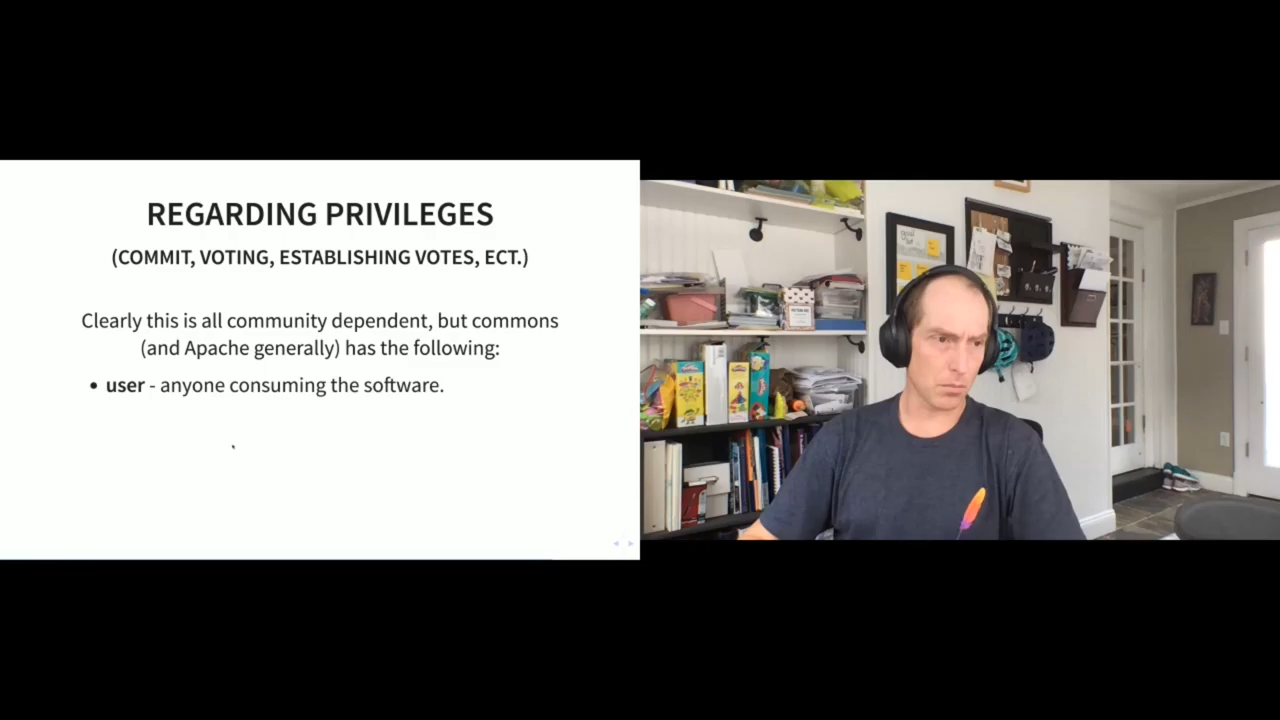 REGARDING PRIVILEGES
(COMMIT, VOTING, ESTABLISHING VOTES, ECT.)
Clearly this is all community dependent, but commons
(and Apache generally) has the following:
• user - anyone consuming the software.